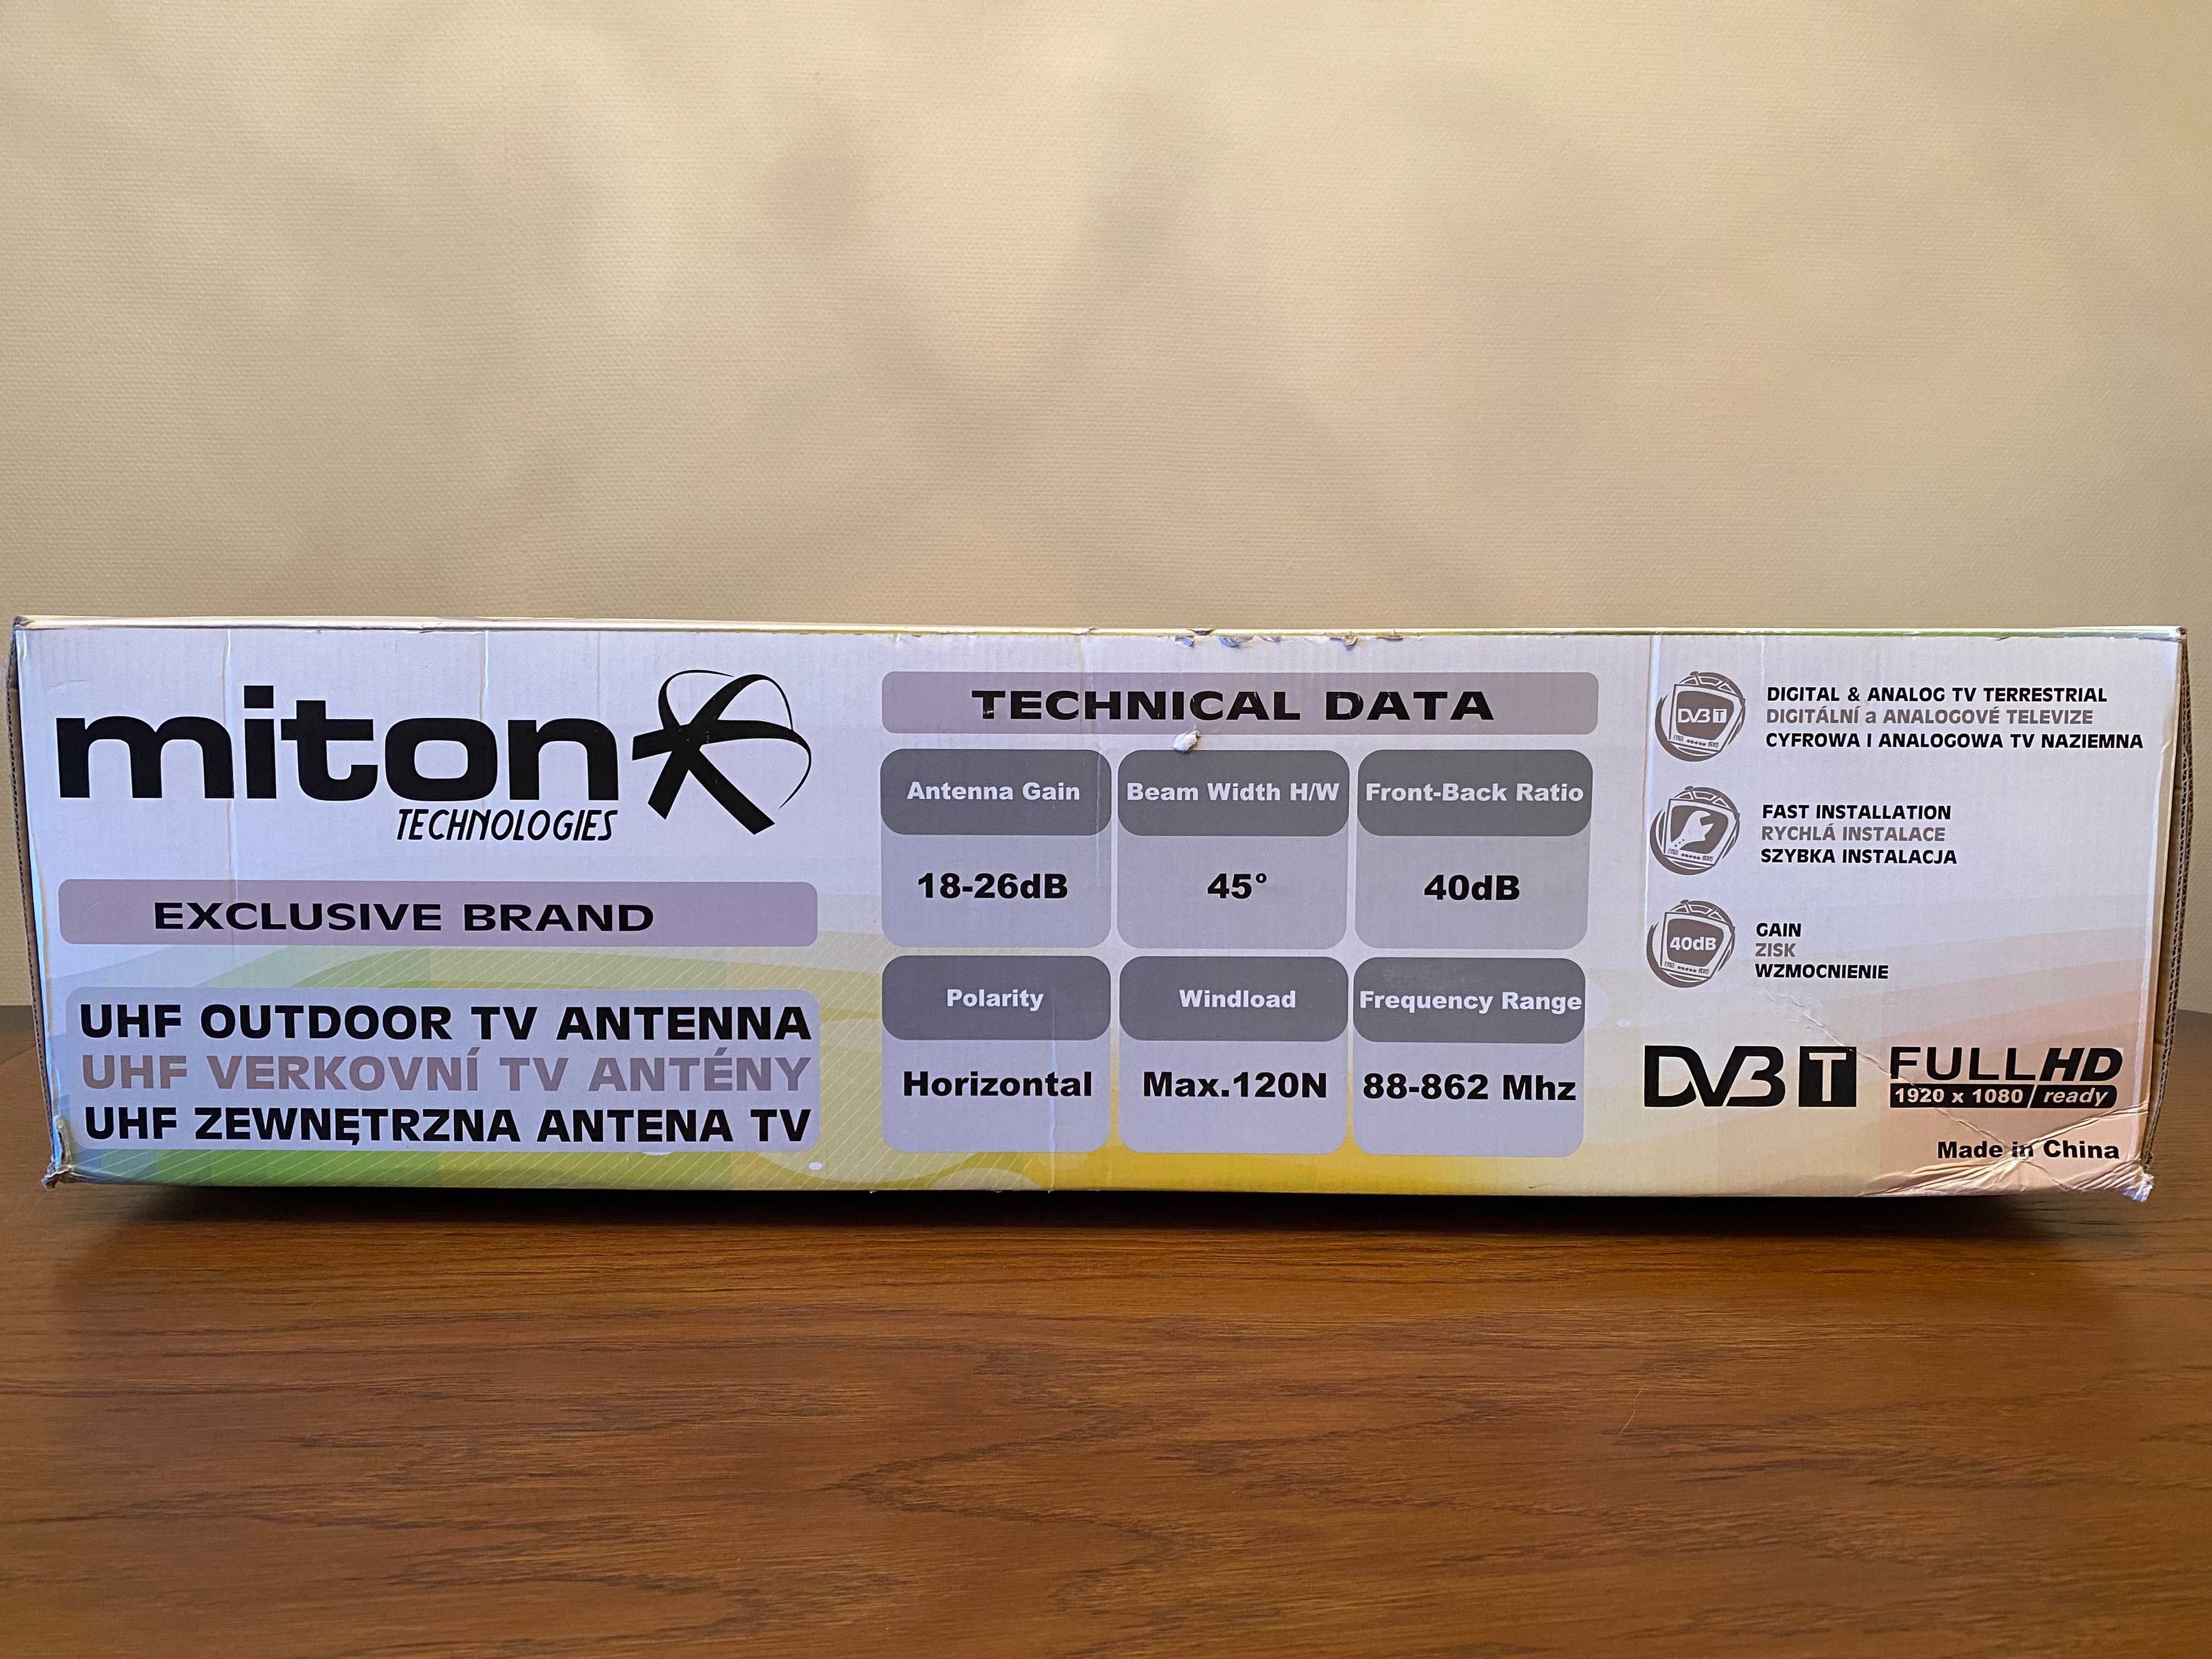 miton
TECHNOLOGIES
EXCLUSIVE BRAND
UHF OUTDOOR TV ANTENNA
UHF VERKOVNÍ TV ANTÉNY
UHF ZEWNĘTRZNA ANTENA TV
TECHNICAL DATA
Antenna Gain
18-26dB
Beam Width H/W
45°
Front-Back Ratio
40dB
Polarity
Horizontal
Windload
Max.120N
Frequency Range
88-862 Mhz
DVB T
DIGITAL & ANALOG TV TERRESTRIAL
DIGITÁLNÍ a ANALOGOVÉ TELEVIZE
CYFROWA I ANALOGOWA TV NAZIEMNA
FAST INSTALLATION
RYCHLÁ INSTALACE
SZYBKA INSTALACJA
40dB
GAIN
ZISK
WZMOCNIENIE
DVB T
FULL HD
1920 x 1080 ready
Made in China